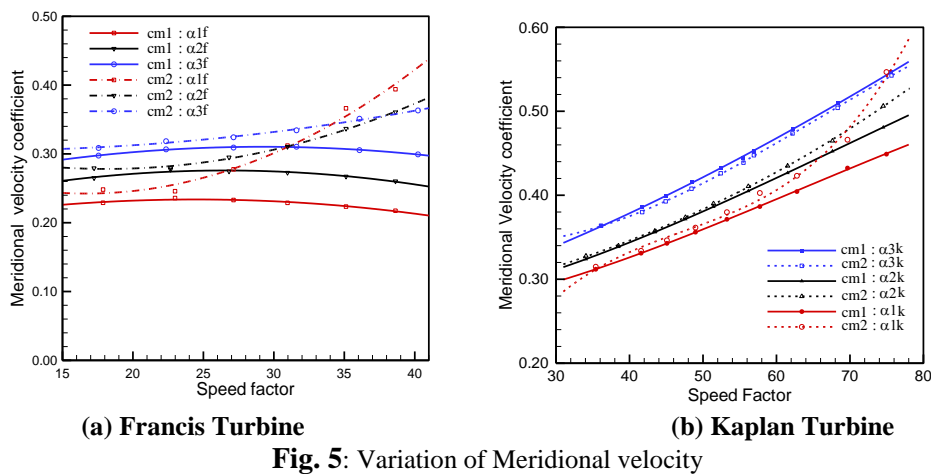 0.50
0.40
0.30
0.20
0.10
0.00
Meridional Velocity coefficient
cm1 : α1f
cm1 : α2f
cm1 : α3f
cm2 : α1f
cm2 : α2f
cm2 : α3f
15 20 25 30 35 40
Speed factor
(a) Francis Turbine
0.60
0.50
0.40
0.30
0.20
Meridional Velocity coefficient
cm1 : α3k
cm2 : α3k
cm1 : α2k
cm2 : α2k
cm1 : α1k
cm2 : α1k
30 40 50 60 70 80
Speed Factor
(b) Kaplan Turbine
Fig. 5: Variation of Meridional velocity